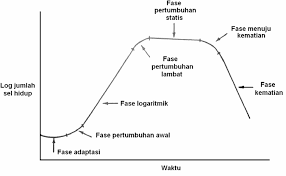 Fase
pertumbuhan
statis
Fase menuju
kematian
Fase
pertumbuhan
lambat
Log jumlah
sel hidup
Fase
kematian
Fase logaritmik
Fase pertumbuhan awal
Fase adaptasi
Waktu